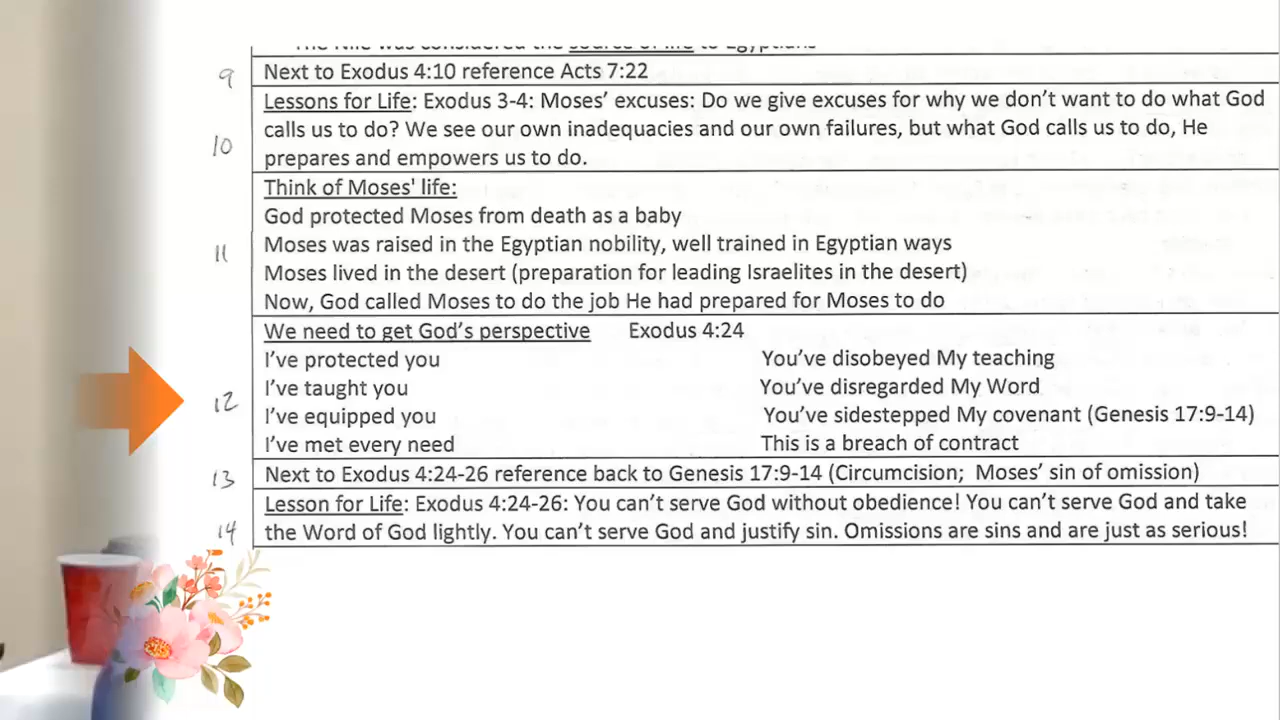 The Nile was considered the source of life to Egyptians
9 Next to Exodus 4:10 reference Acts 7:22
Lessons for Life: Exodus 3-4: Moses' excuses: Do we give excuses for why we don't want to do what God
10 calls us to do? We see our own inadequacies and our own failures, but what God calls us to do, He
prepares and empowers us to do.
Think of Moses' life:
God protected Moses from death as a baby
11 Moses was raised in the Egyptian nobility, well trained in Egyptian ways
Moses lived in the desert (preparation for leading Israelites in the desert)
Now, God called Moses to do the job He had prepared for Moses to do
We need to get God's perspective Exodus 4:24
I've protected you You've disobeyed My teaching
I've taught you You've disregarded My Word
12 I've equipped you You've sidestepped My covenant (Genesis 17:9-14)
I've met every need This is a breach of contract
13 Next to Exodus 4:24-26 reference back to Genesis 17:9-14 (Circumcision; Moses' sin of omission)
Lesson for Life: Exodus 4:24-26: You can't serve God without obedience! You can't serve God and take
14 the Word of God lightly. You can't serve God and justify sin. Omissions are sins and are just as serious!